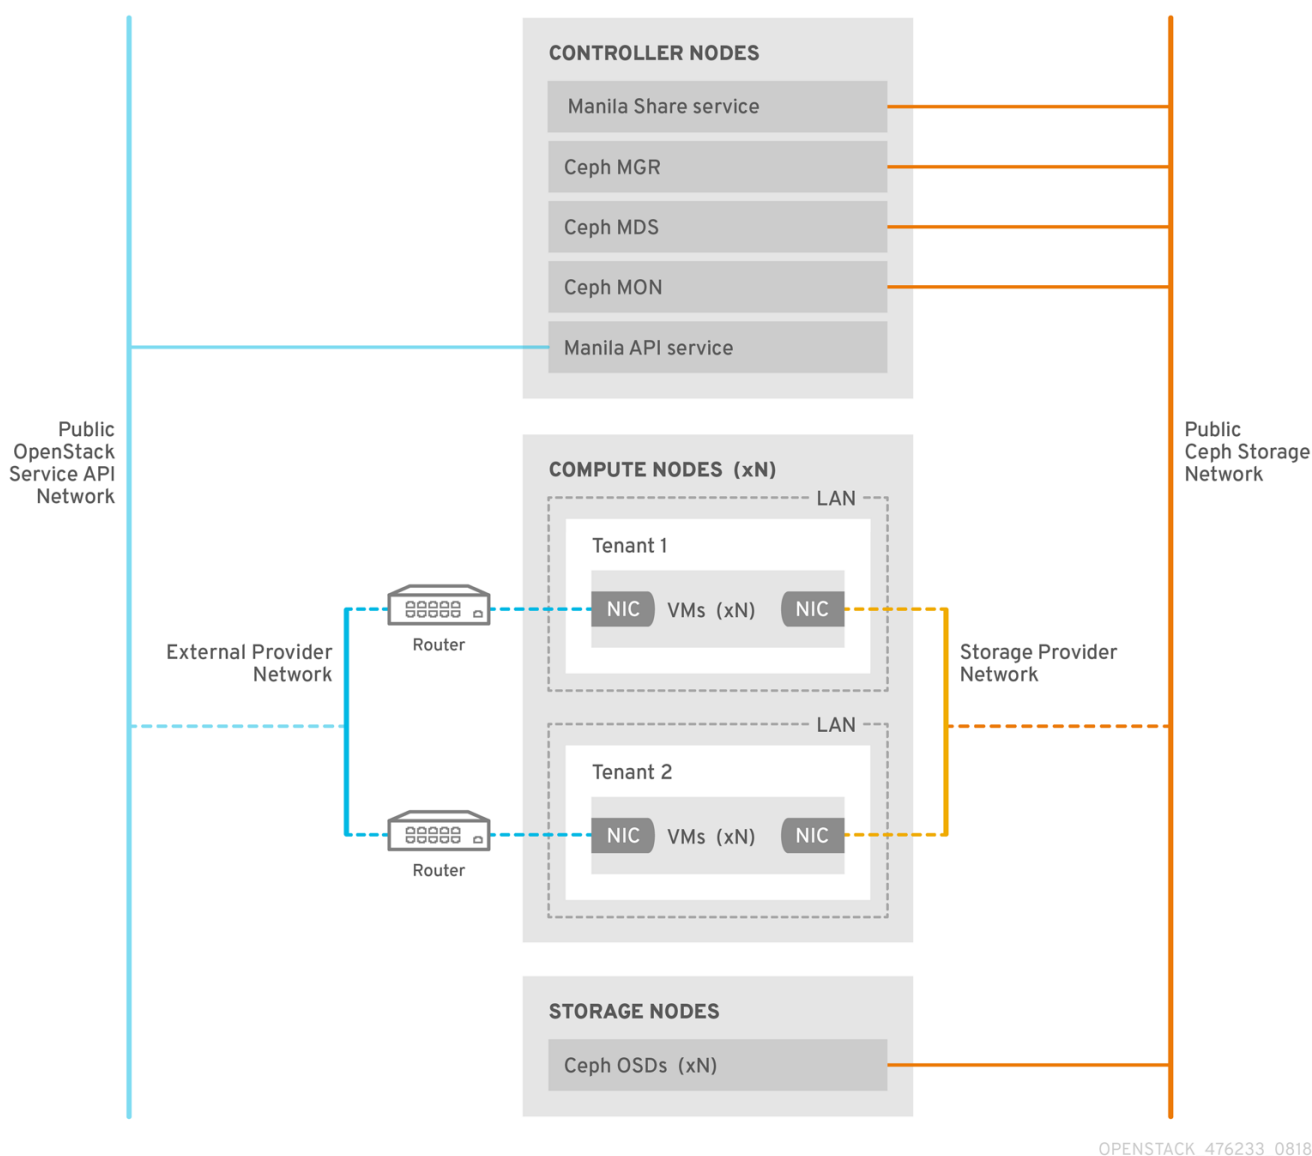 CONTROLLER NODES
Manila Share service
Ceph MGR
Ceph MDS
Ceph MON
Manila API service
Public
OpenStack
Service API
Network
Public
Ceph Storage
Network
COMPUTE NODES (xN)
LAN
Tenant 1
NIC VMs (xN) NIC
Router
External Provider
Network
Storage Provider
Network
LAN
Tenant 2
NIC VMs (xN) NIC
Router
STORAGE NODES
Ceph OSDs (xN)
OPENSTACK 476233 0818